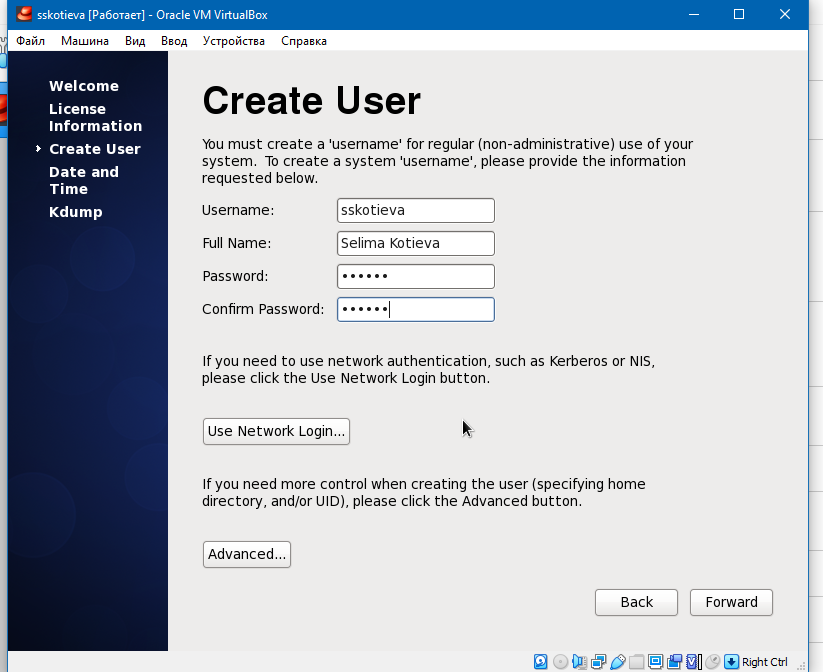 sskotieva [Работает] - Oracle VM VirtualBox
Файл Машина Вид Ввод Устройства Справка
Welcome
License
Information
Create User
Date and
Time
Kdump
Create User
You must create a 'username' for regular (non-administrative) use of your
system.  To create a system 'username', please provide the information
requested below.
Username: sskotieva
Full Name: Selima Kotieva
Password: ••••••
Confirm Password: ••••••
If you need to use network authentication, such as Kerberos or NIS,
please click the Use Network Login button.
Use Network Login...
If you need more control when creating the user (specifying home
directory, and/or UID), please click the Advanced button.
Advanced...
Back Forward
Right Ctrl